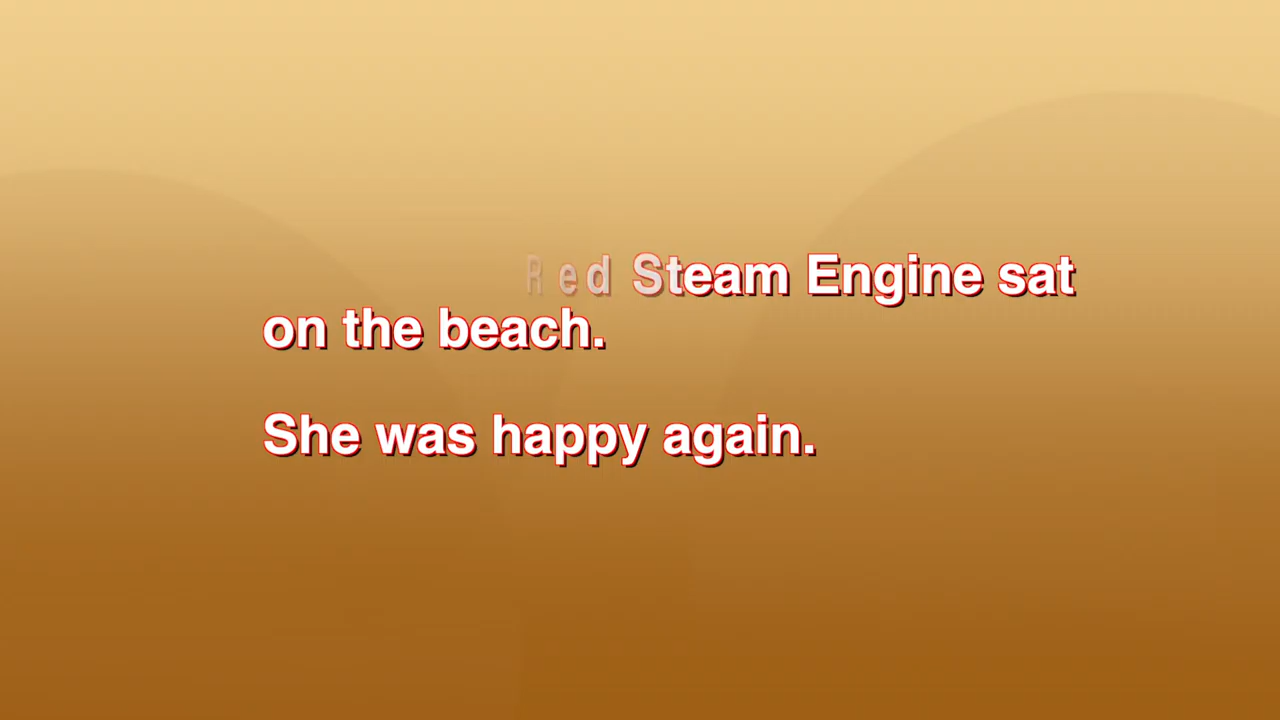 Red Steam Engine sat
on the beach.
She was happy again.